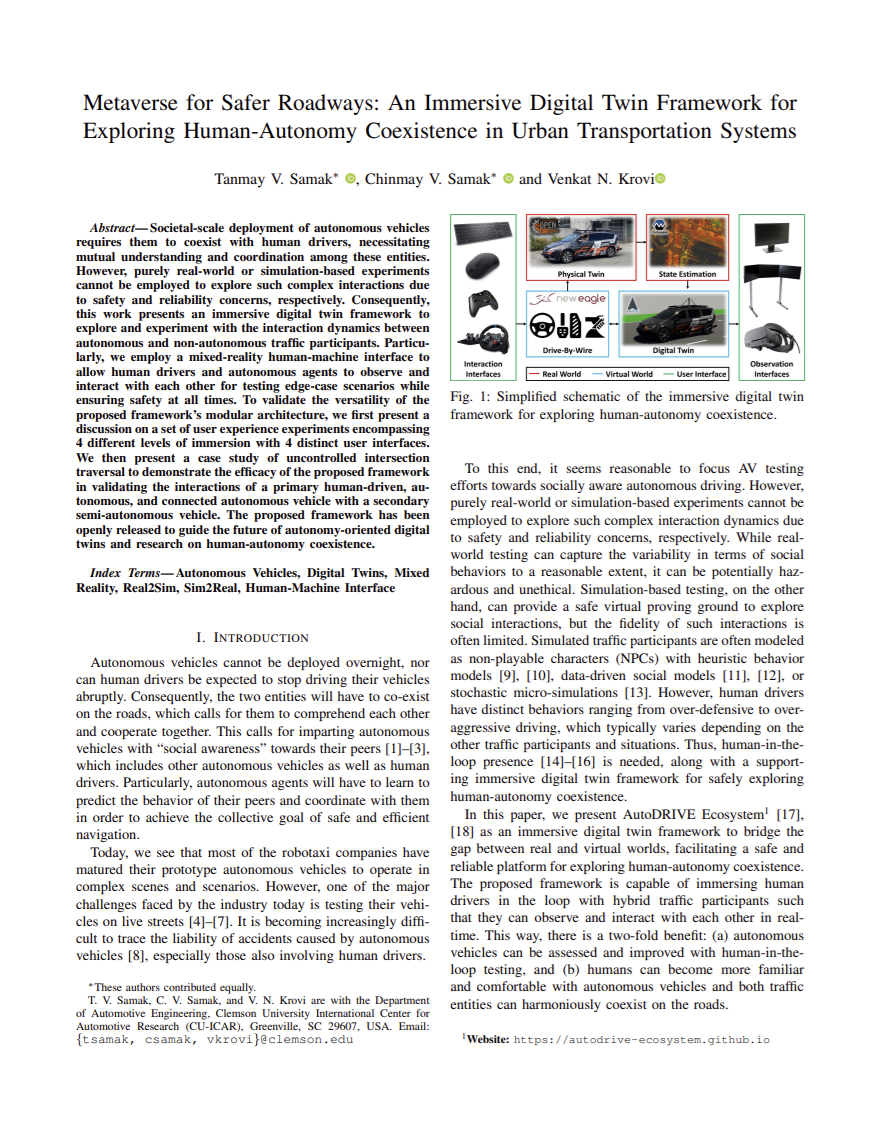 Metaverse for Safer Roadways: An Immersive Digital Twin Framework for
Exploring Human-Autonomy Coexistence in Urban Transportation Systems
Tanmay V. Samak* , Chinmay V. Samak* and Venkat N. Krovi
Abstract—Societal-scale deployment of autonomous vehicles
requires them to coexist with human drivers, necessitating
mutual understanding and coordination among these entities.
However, purely real-world or simulation-based experiments
cannot be employed to explore such complex interactions due
to safety and reliability concerns, respectively. Consequently,
this work presents an immersive digital twin framework to
explore and experiment with the interaction dynamics between
autonomous and non-autonomous traffic participants. Particu-
larly, we employ a mixed-reality human-machine interface to
allow human drivers and autonomous agents to observe and
interact with each other for testing edge-case scenarios while
ensuring safety at all times. To validate the versatility of the
proposed framework's modular architecture, we first present a
discussion on a set of user experience experiments encompassing
4 different levels of immersion with 4 distinct user interfaces.
We then present a case study of uncontrolled intersection
traversal to demonstrate the efficacy of the proposed framework
in validating the interactions of a primary human-driven, au-
tonomous, and connected autonomous vehicle with a secondary
semi-autonomous vehicle. The proposed framework has been
openly released to guide the future of autonomy-oriented digital
twins and research on human-autonomy coexistence.
Index Terms—Autonomous Vehicles, Digital Twins, Mixed
Reality, Real2Sim, Sim2Real, Human-Machine Interface
I. INTRODUCTION
Autonomous vehicles cannot be deployed overnight, nor
can human drivers be expected to stop driving their vehicles
abruptly. Consequently, the two entities will have to co-exist
on the roads, which calls for them to comprehend each other
and cooperate together. This calls for imparting autonomous
vehicles with “social awareness” towards their peers [1]–[3],
which includes other autonomous vehicles as well as human
drivers. Particularly, autonomous agents will have to learn to
predict the behavior of their peers and coordinate with them
in order to achieve the collective goal of safe and efficient
navigation.
Today, we see that most of the robotaxi companies have
matured their prototype autonomous vehicles to operate in
complex scenes and scenarios. However, one of the major
challenges faced by the industry today is testing their vehi-
cles on live streets [4]–[7]. It is becoming increasingly diffi-
cult to trace the liability of accidents caused by autonomous
vehicles [8], especially those also involving human drivers.
*These authors contributed equally.
T. V. Samak, C. V. Samak, and V. N. Krovi are with the Department
of Automotive Engineering, Clemson University International Center for
Automotive Research (CU-ICAR), Greenville, SC 29607, USA. Email:
{tsamak, csamak, vkrovi}@clemson.edu
OPEN
Physical Twin
State Estimation
new eagle
Drive-By-Wire
Digital Twin
Interaction
Interfaces
Observation
Interfaces
Real World
Virtual World
User Interface
Fig. 1: Simplified schematic of the immersive digital twin
framework for exploring human-autonomy coexistence.
To this end, it seems reasonable to focus AV testing
efforts towards socially aware autonomous driving. However,
purely real-world or simulation-based experiments cannot be
employed to explore such complex interaction dynamics due
to safety and reliability concerns, respectively. While real-
world testing can capture the variability in terms of social
behaviors to a reasonable extent, it can be potentially haz-
ardous and unethical. Simulation-based testing, on the other
hand, can provide a safe virtual proving ground to explore
social interactions, but the fidelity of such interactions is
often limited. Simulated traffic participants are often modeled
as non-playable characters (NPCs) with heuristic behavior
models [9], [10], data-driven social models [11], [12], or
stochastic micro-simulations [13]. However, human drivers
have distinct behaviors ranging from over-defensive to over-
aggressive driving, which typically varies depending on the
other traffic participants and situations. Thus, human-in-the-
loop presence [14]–[16] is needed, along with a support-
ing immersive digital twin framework for safely exploring
human-autonomy coexistence.
In this paper, we present AutoDRIVE Ecosystem¹ [17],
[18] as an immersive digital twin framework to bridge the
gap between real and virtual worlds, facilitating a safe and
reliable platform for exploring human-autonomy coexistence.
The proposed framework is capable of immersing human
drivers in the loop with hybrid traffic participants such
that they can observe and interact with each other in real-
time. This way, there is a two-fold benefit: (a) autonomous
vehicles can be assessed and improved with human-in-the-
loop testing, and (b) humans can become more familiar
and comfortable with autonomous vehicles and both traffic
entities can harmoniously coexist on the roads.
¹Website: https://autodrive-ecosystem.github.io